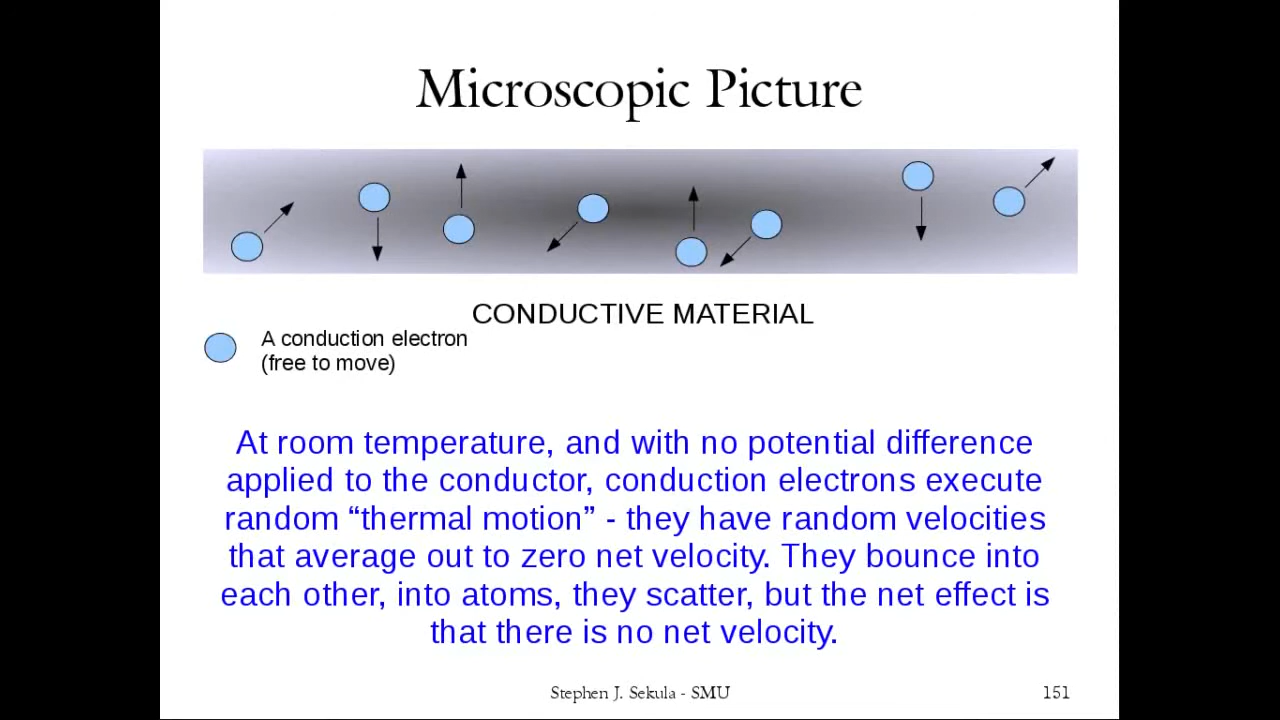 Microscopic Picture
CONDUCTIVE MATERIAL
A conduction electron
(free to move)
At room temperature, and with no potential difference
applied to the conductor, conduction electrons execute
random “thermal motion” - they have random velocities
that average out to zero net velocity. They bounce into
each other, into atoms, they scatter, but the net effect is
that there is no net velocity.
Stephen J. Sekula - SMU
151